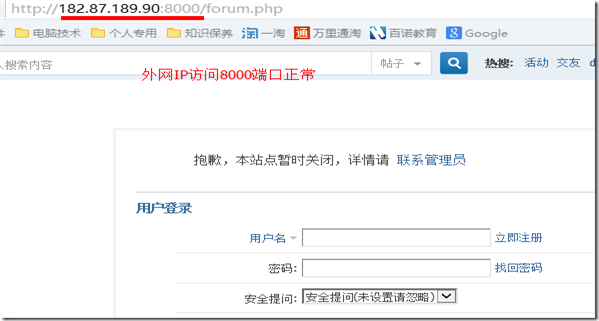 http://182.87.189.90:8000/forum.php
电脑技术 个人专用 知识保养 淘 一淘 通 万里通 百诺教育 8 Google
人搜索内容 帖子 热搜: 活动 交友 d
外网IP访问8000端口正常
抱歉，本站点暂时关闭，详情请 联系管理员
用户登录
用户名 立即注册
密码: 找回密码
安全提问: 安全提问(未设置请忽略)